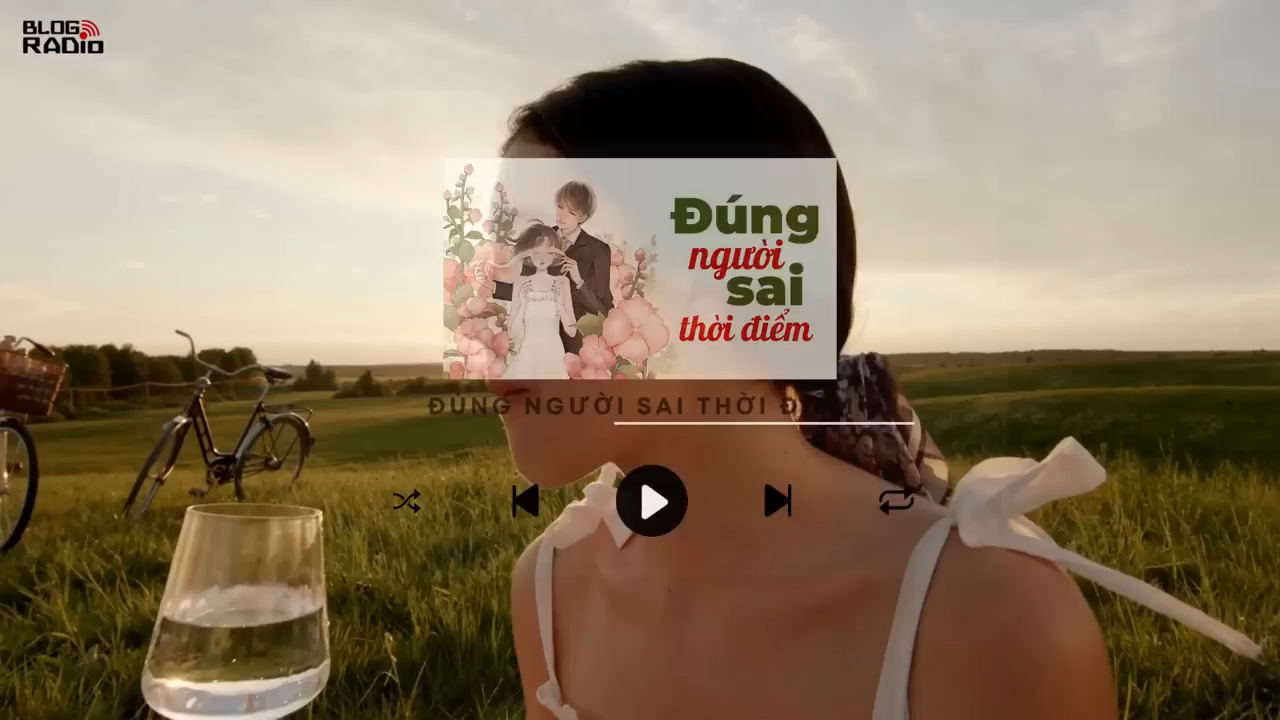 BLOG
RADIO
Đúng
người
sai
thời điểm
ĐÚNG NGƯỜI SAI THỜI Đ